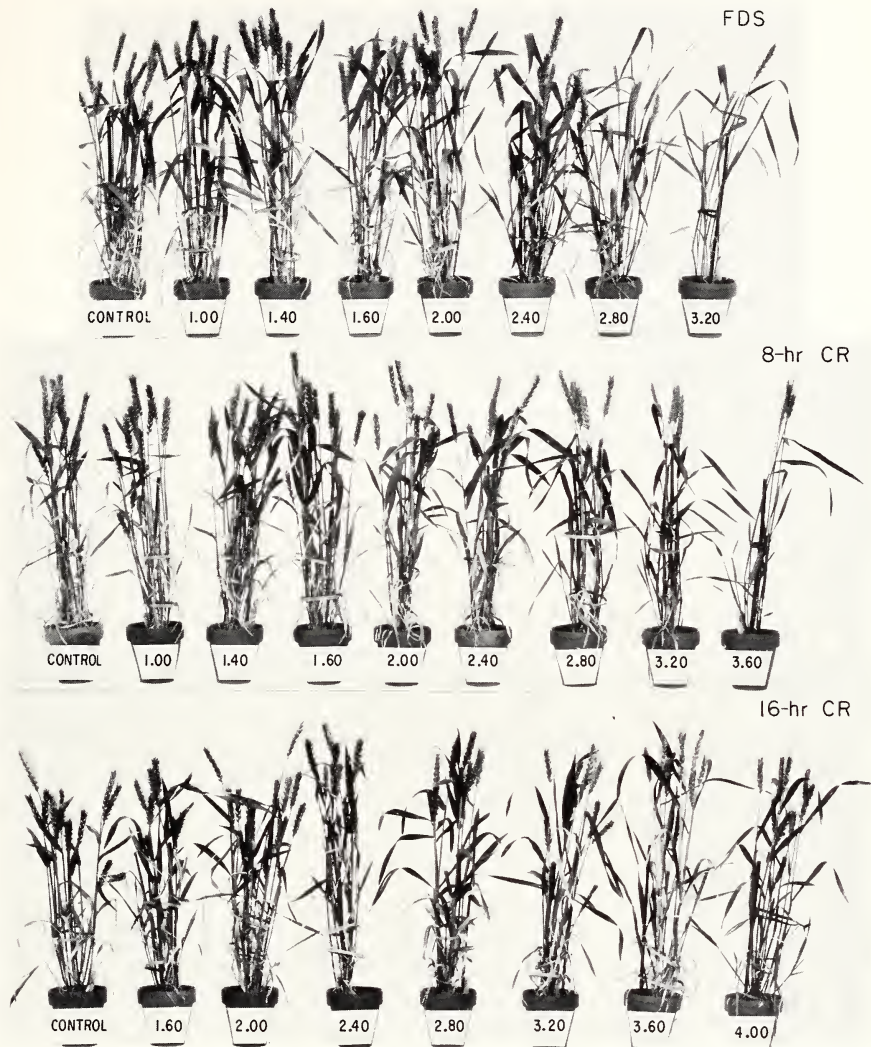 FDS
CONTROL 1.00 1.40 1.60 2.00 2.40 2.80 3.20
8-hr CR
CONTROL 1.00 1.40 1.60 2.00 2.40 2.80 3.20 3.60
16-hr CR
CONTROL 1.60 2.00 2.40 2.80 3.20 3.60 4.00